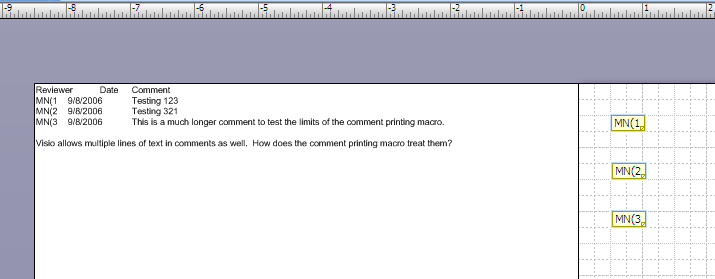 -9 -8 -7 -6 -5 -4 -3 -2 -1 0 1 2
Reviewer Date Comment
MN(1 9/8/2006 Testing 123
MN(2 9/8/2006 Testing 321
MN(3 9/8/2006 This is a much longer comment to test the limits of the comment printing macro.
Visio allows multiple lines of text in comments as well. How does the comment printing macro treat them?
MN(1
MN(2
MN(3